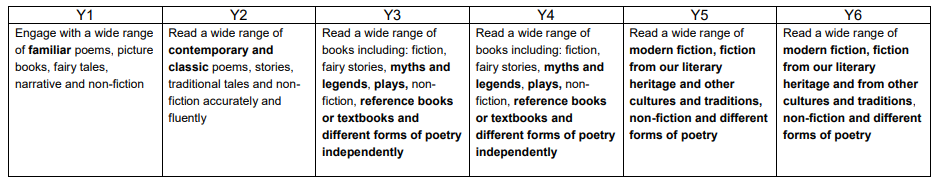 Y1
Y2
Y3
Y4
Y5
Y6
Engage with a wide range
of familiar poems, picture
books, fairy tales,
narrative and non-fiction
Read a wide range of
contemporary and
classic poems, stories,
traditional tales and non-
fiction accurately and
fluently
Read a wide range of
books including: fiction,
fairy stories, myths and
legends, plays, non-
fiction, reference books
or textbooks and
different forms of poetry
independently
Read a wide range of
books including: fiction,
fairy stories, myths and
legends, plays, non-
fiction, reference books
or textbooks and
different forms of poetry
independently
Read a wide range of
modern fiction, fiction
from our literary
heritage and other
cultures and traditions,
non-fiction and different
forms of poetry
Read a wide range of
modern fiction, fiction
from our literary
heritage and from other
cultures and traditions,
non-fiction and different
forms of poetry